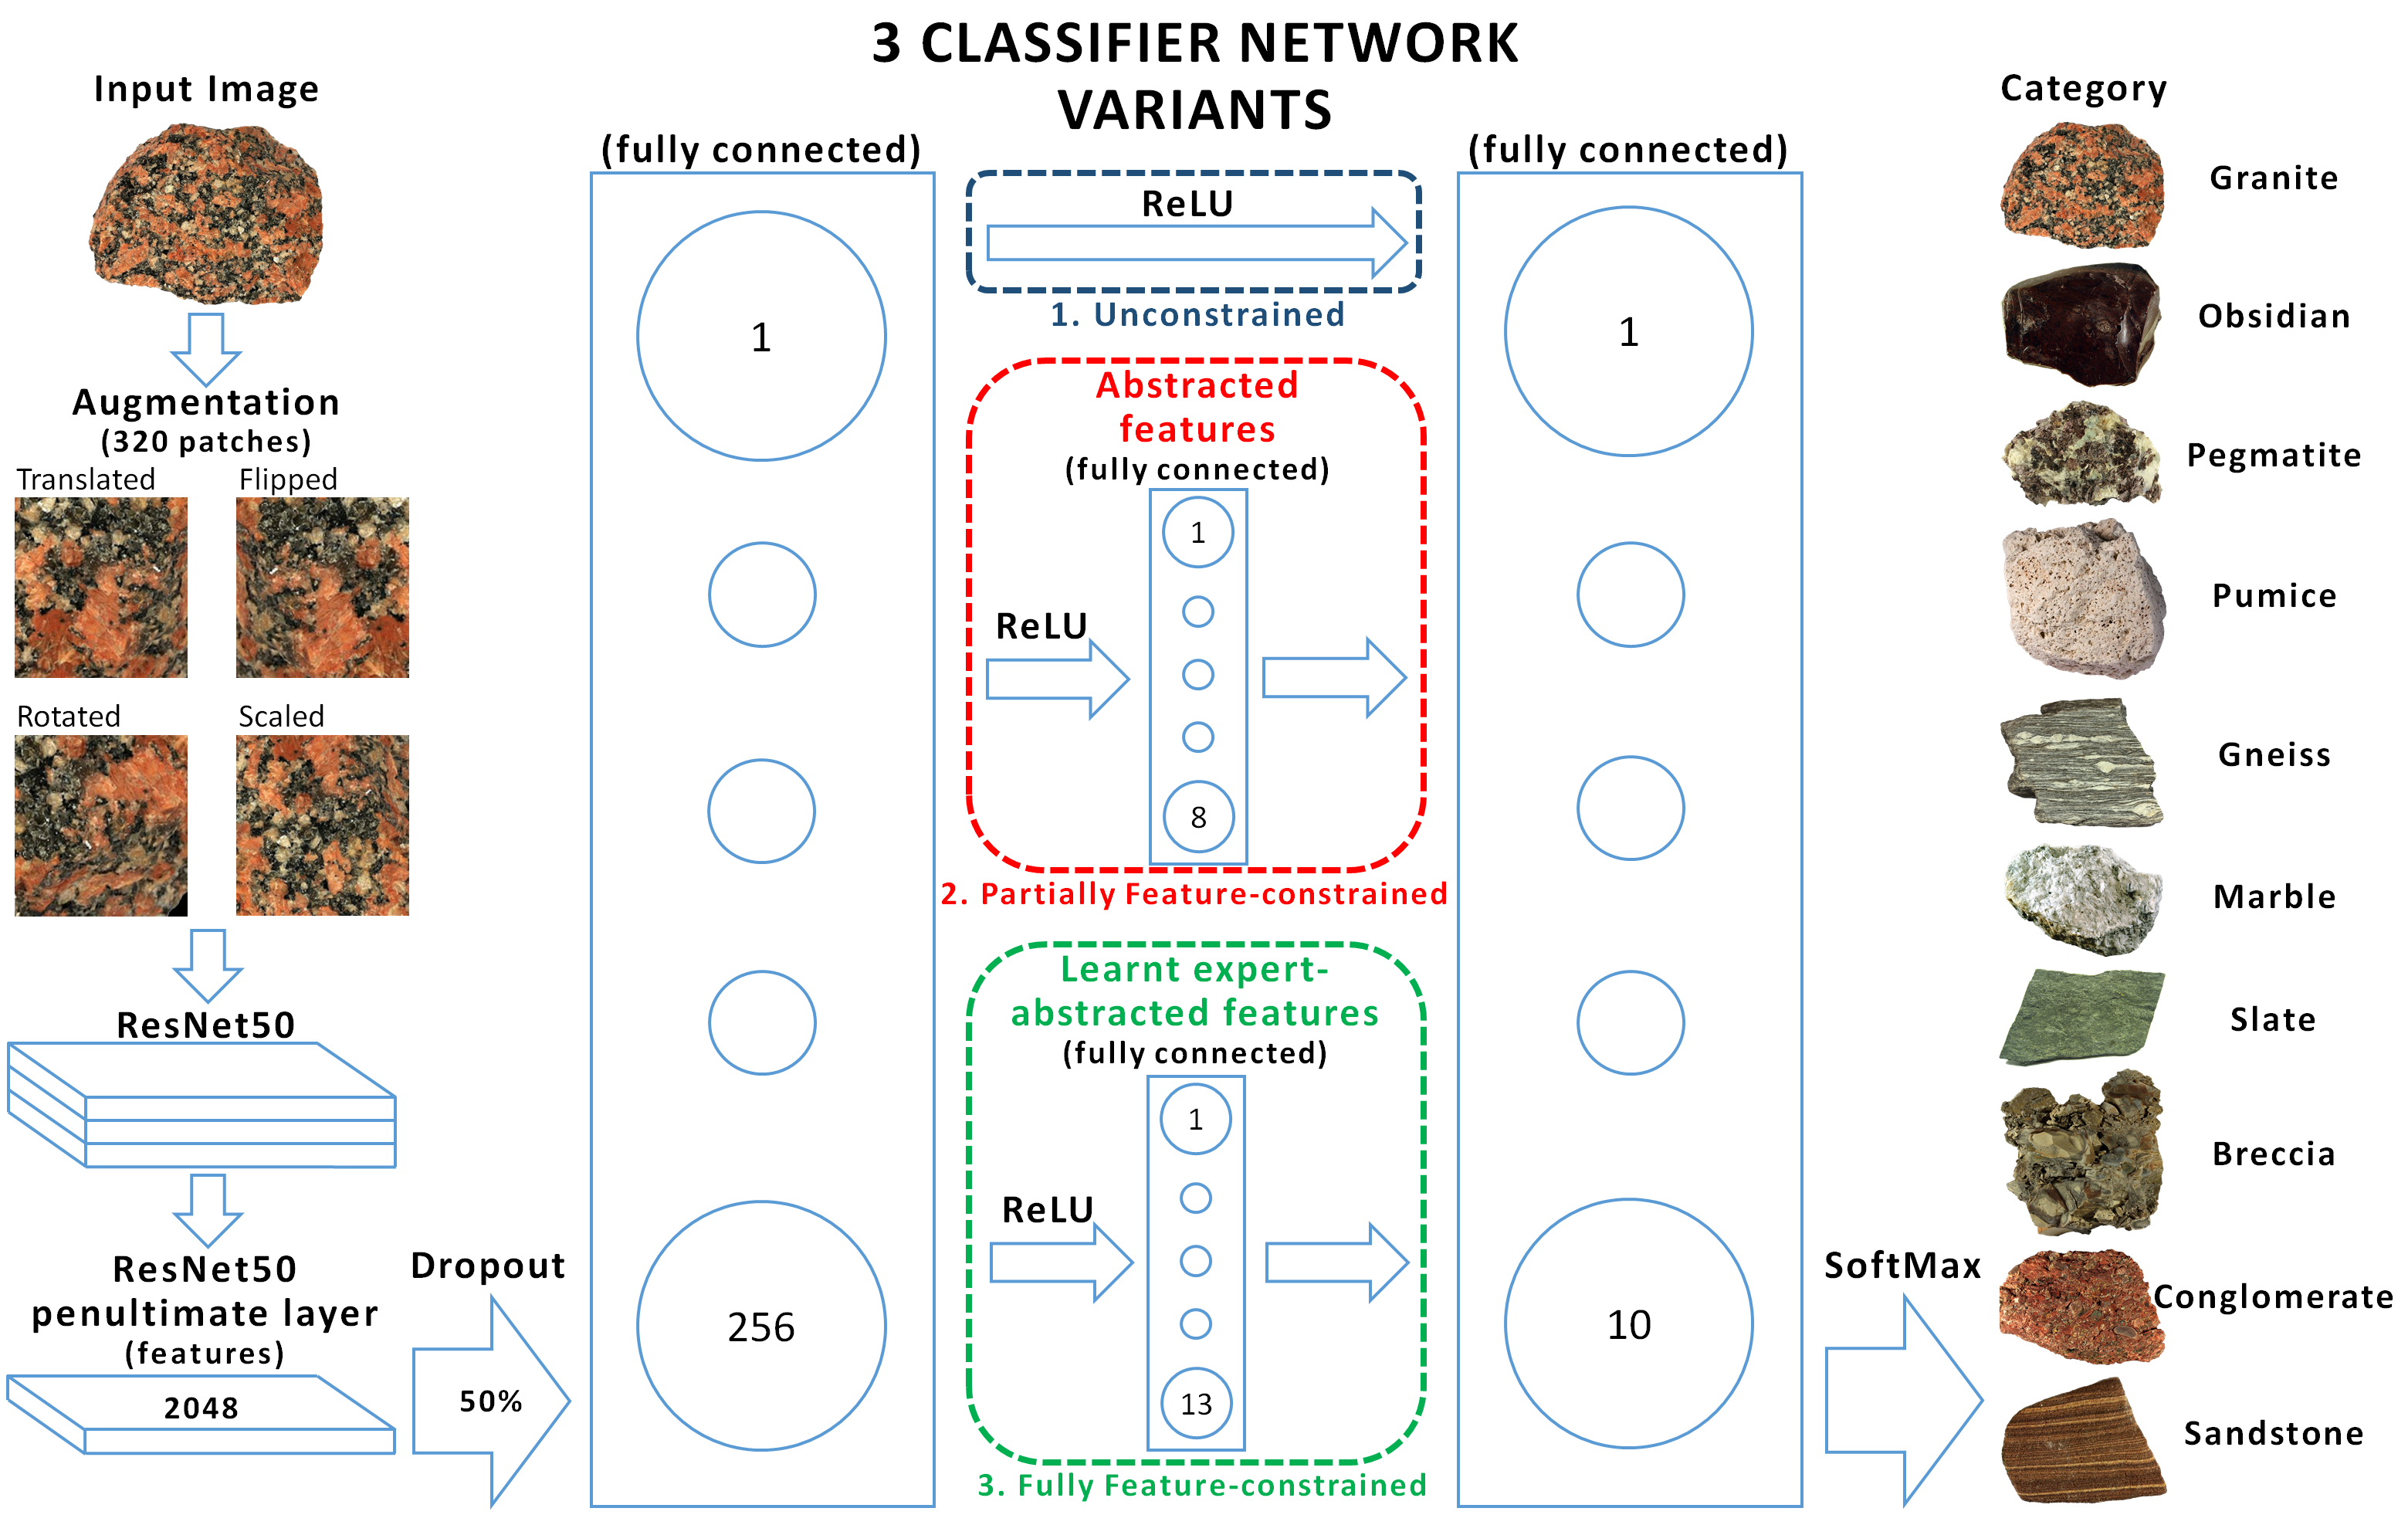 3 CLASSIFIER NETWORK
VARIANTS
Input Image
Augmentation
(320 patches)
Translated
Flipped
Rotated
Scaled
ResNet50
ResNet50
penultimate layer
(features)
2048
Dropout
50%
(fully connected)
1
256
ReLU
1. Unconstrained
Abstracted
features
(fully connected)
1
ReLU
8
2. Partially Feature-constrained
Learnt expert-
abstracted features
(fully connected)
1
ReLU
13
3. Fully Feature-constrained
(fully connected)
1
10
SoftMax
Category
Granite
Obsidian
Pegmatite
Pumice
Gneiss
Marble
Slate
Breccia
Conglomerate
Sandstone